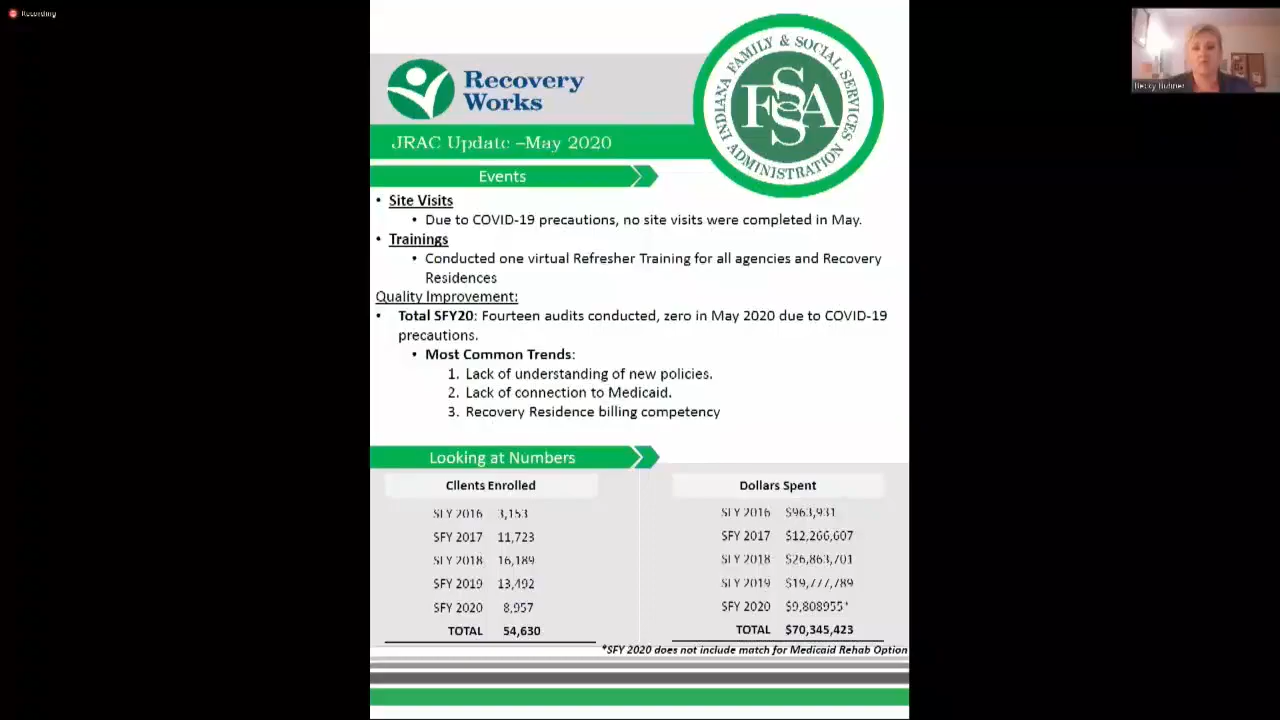 Recording
INDIANA FAMILY & SOCIAL SERVICES ADMINISTRATION
FSSA
Recovery
Works
JRAC Update –May 2020
Events
• Site Visits
• Due to COVID-19 precautions, no site visits were completed in May.
• Trainings
• Conducted one virtual Refresher Training for all agencies and Recovery
Residences
Quality Improvement:
• Total SFY20: Fourteen audits conducted, zero in May 2020 due to COVID-19
precautions.
• Most Common Trends:
1. Lack of understanding of new policies.
2. Lack of connection to Medicaid.
3. Recovery Residence billing competency
Looking at Numbers
Clients Enrolled
SFY 2016 3,153
SFY 2017 11,723
SFY 2018 16,189
SFY 2019 13,492
SFY 2020 8,957
TOTAL 54,630
Dollars Spent
SFY 2016 $963,931
SFY 2017 $12,266,607
SFY 2018 $26,863,701
SFY 2019 $19,777,789
SFY 2020 $9,808955*
TOTAL $70,345,423
*SFY 2020 does not include match for Medicaid Rehab Option